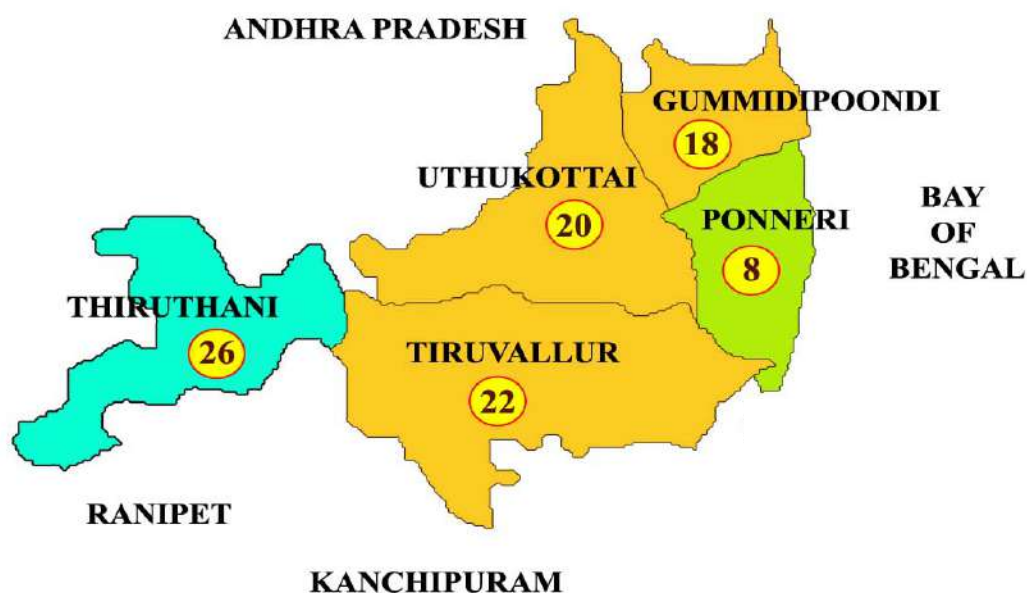 ANDHRA PRADESH
GUMMIDIPOONDI
18
UTHUKOTTAI
20
PONNERI
8
BAY
OF
BENGAL
THIRUTHANI
26
TIRUVALLUR
22
RANIPET
KANCHIPURAM